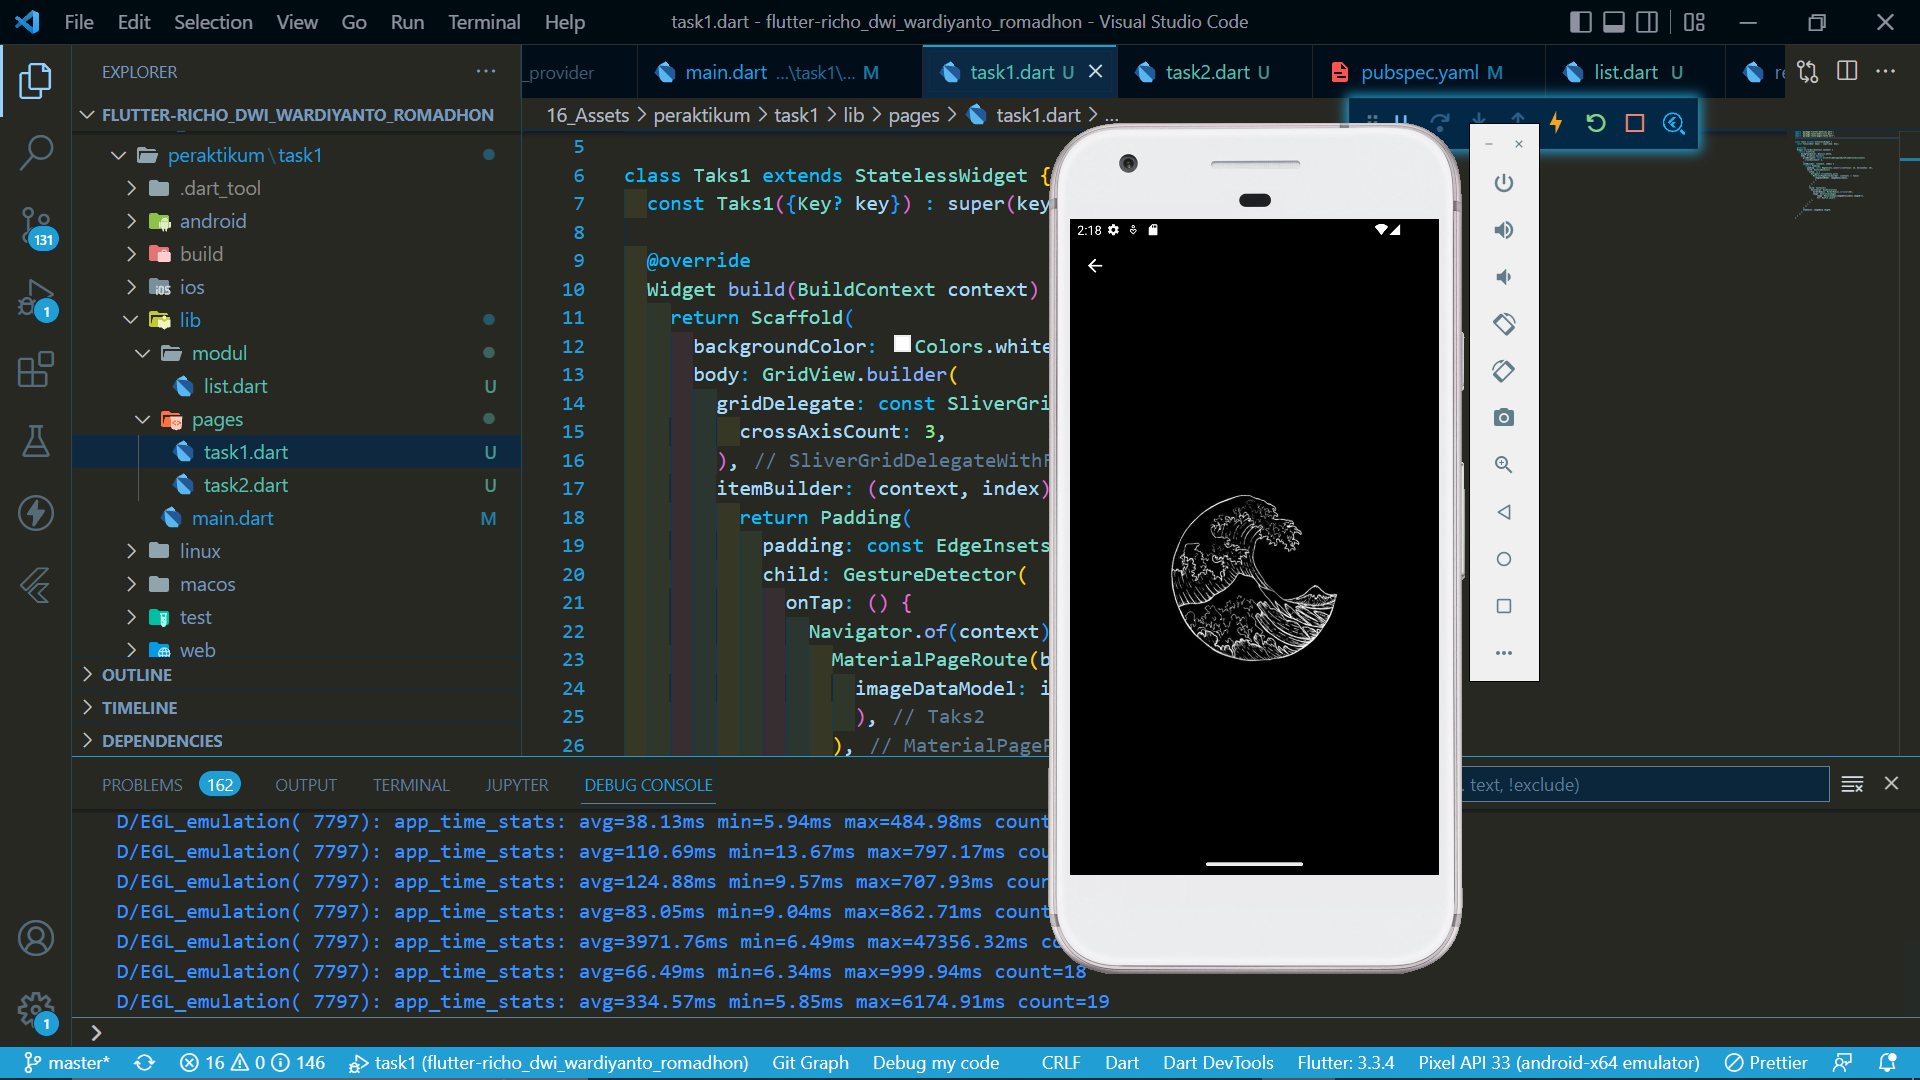 File Edit Selection View Go Run Terminal Help
task1.dart - flutter-richo_dwi_wardiyanto_romadhon - Visual Studio Code
EXPLORER
_provider
main.dart ...\task1\... M
task1.dart U
task2.dart U
pubspec.yaml M
list.dart U
FLUTTER-RICHO_DWI_WARDIYANTO_ROMADHON
16_Assets > peraktikum > task1 > lib > pages > task1.dart > ...
peraktikum\task1
.dart_tool
android
build
ios
lib
modul
list.dart U
pages
task1.dart U
task2.dart U
main.dart M
linux
macos
test
web
OUTLINE
TIMELINE
DEPENDENCIES
131
1
1
5
6 class Taks1 extends StatelessWidget {
7 const Taks1({Key? key}) : super(key
8
9 @override
10 Widget build(BuildContext context)
11 return Scaffold(
12 backgroundColor: Colors.white
13 body: GridView.builder(
14 gridDelegate: const SliverGri
15 crossAxisCount: 3,
16 ), // SliverGridDelegateWithF
17 itemBuilder: (context, index)
18 return Padding(
19 padding: const EdgeInsets
20 child: GestureDetector(
21 onTap: () {
22 Navigator.of(context)
23 MaterialPageRoute(b
24 imageDataModel: i
25 ), // Taks2
26 ), // MaterialPageR
2:18
PROBLEMS 162 OUTPUT TERMINAL JUPYTER DEBUG CONSOLE
text, !exclude)
D/EGL_emulation( 7797): app_time_stats: avg=38.13ms min=5.94ms max=484.98ms count
D/EGL_emulation( 7797): app_time_stats: avg=110.69ms min=13.67ms max=797.17ms cou
D/EGL_emulation( 7797): app_time_stats: avg=124.88ms min=9.57ms max=707.93ms coun
D/EGL_emulation( 7797): app_time_stats: avg=83.05ms min=9.04ms max=862.71ms count
D/EGL_emulation( 7797): app_time_stats: avg=3971.76ms min=6.49ms max=47356.32ms co
D/EGL_emulation( 7797): app_time_stats: avg=66.49ms min=6.34ms max=999.94ms count=18
D/EGL_emulation( 7797): app_time_stats: avg=334.57ms min=5.85ms max=6174.91ms count=19
master* 16 0 146 task1 (flutter-richo_dwi_wardiyanto_romadhon) Git Graph Debug my code CRLF Dart Dart DevTools Flutter: 3.3.4 Pixel API 33 (android-x64 emulator) Prettier